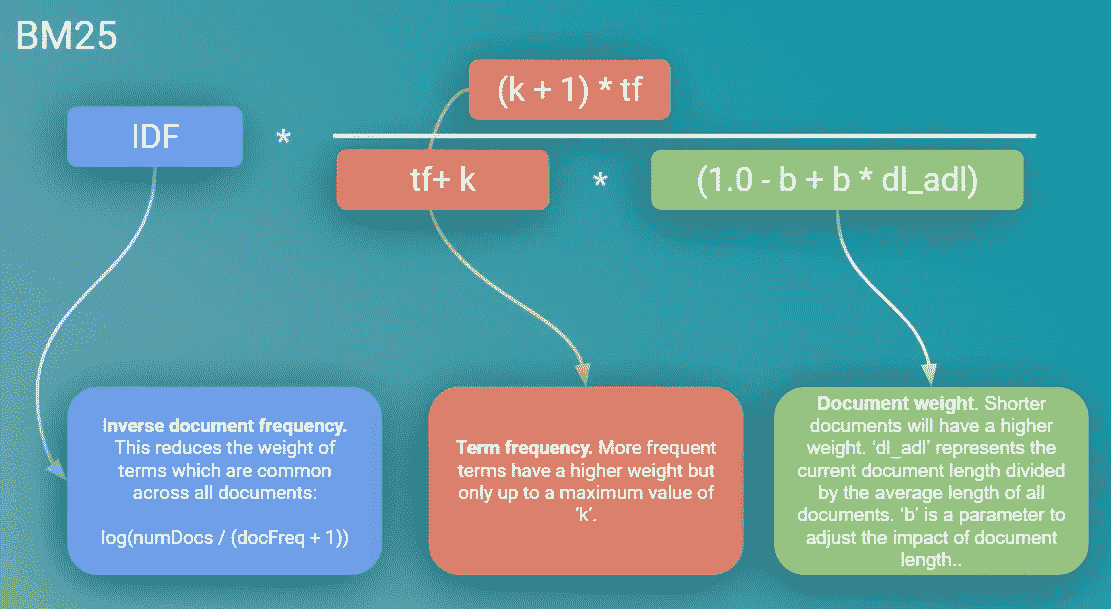 BM25
(k + 1) * tf
IDF
*
tf+ k
*
(1.0 - b + b * dl_adl)
Inverse document frequency.
This reduces the weight of
terms which are common
across all documents:
log(numDocs / (docFreq + 1))
Term frequency. More frequent
terms have a higher weight but
only up to a maximum value of
‘k’.
Document weight. Shorter
documents will have a higher
weight. ‘dl_adl’ represents the
current document length divided
by the average length of all
documents. ‘b’ is a parameter to
adjust the impact of document
length..